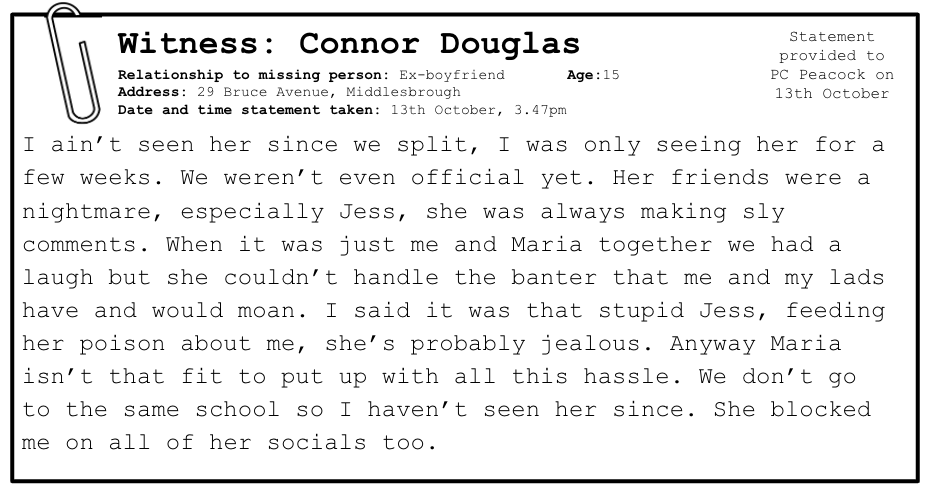 Witness: Connor Douglas
Relationship to missing person: Ex-boyfriend Age:15
Address: 29 Bruce Avenue, Middlesbrough
Date and time statement taken: 13th October, 3.47pm
Statement
provided to
PC Peacock on
13th October
I ain’t seen her since we split, I was only seeing her for a
few weeks. We weren’t even official yet. Her friends were a
nightmare, especially Jess, she was always making sly
comments. When it was just me and Maria together we had a
laugh but she couldn’t handle the banter that me and my lads
have and would moan. I said it was that stupid Jess, feeding
her poison about me, she’s probably jealous. Anyway Maria
isn’t that fit to put up with all this hassle. We don’t go
to the same school so I haven’t seen her since. She blocked
me on all of her socials too.